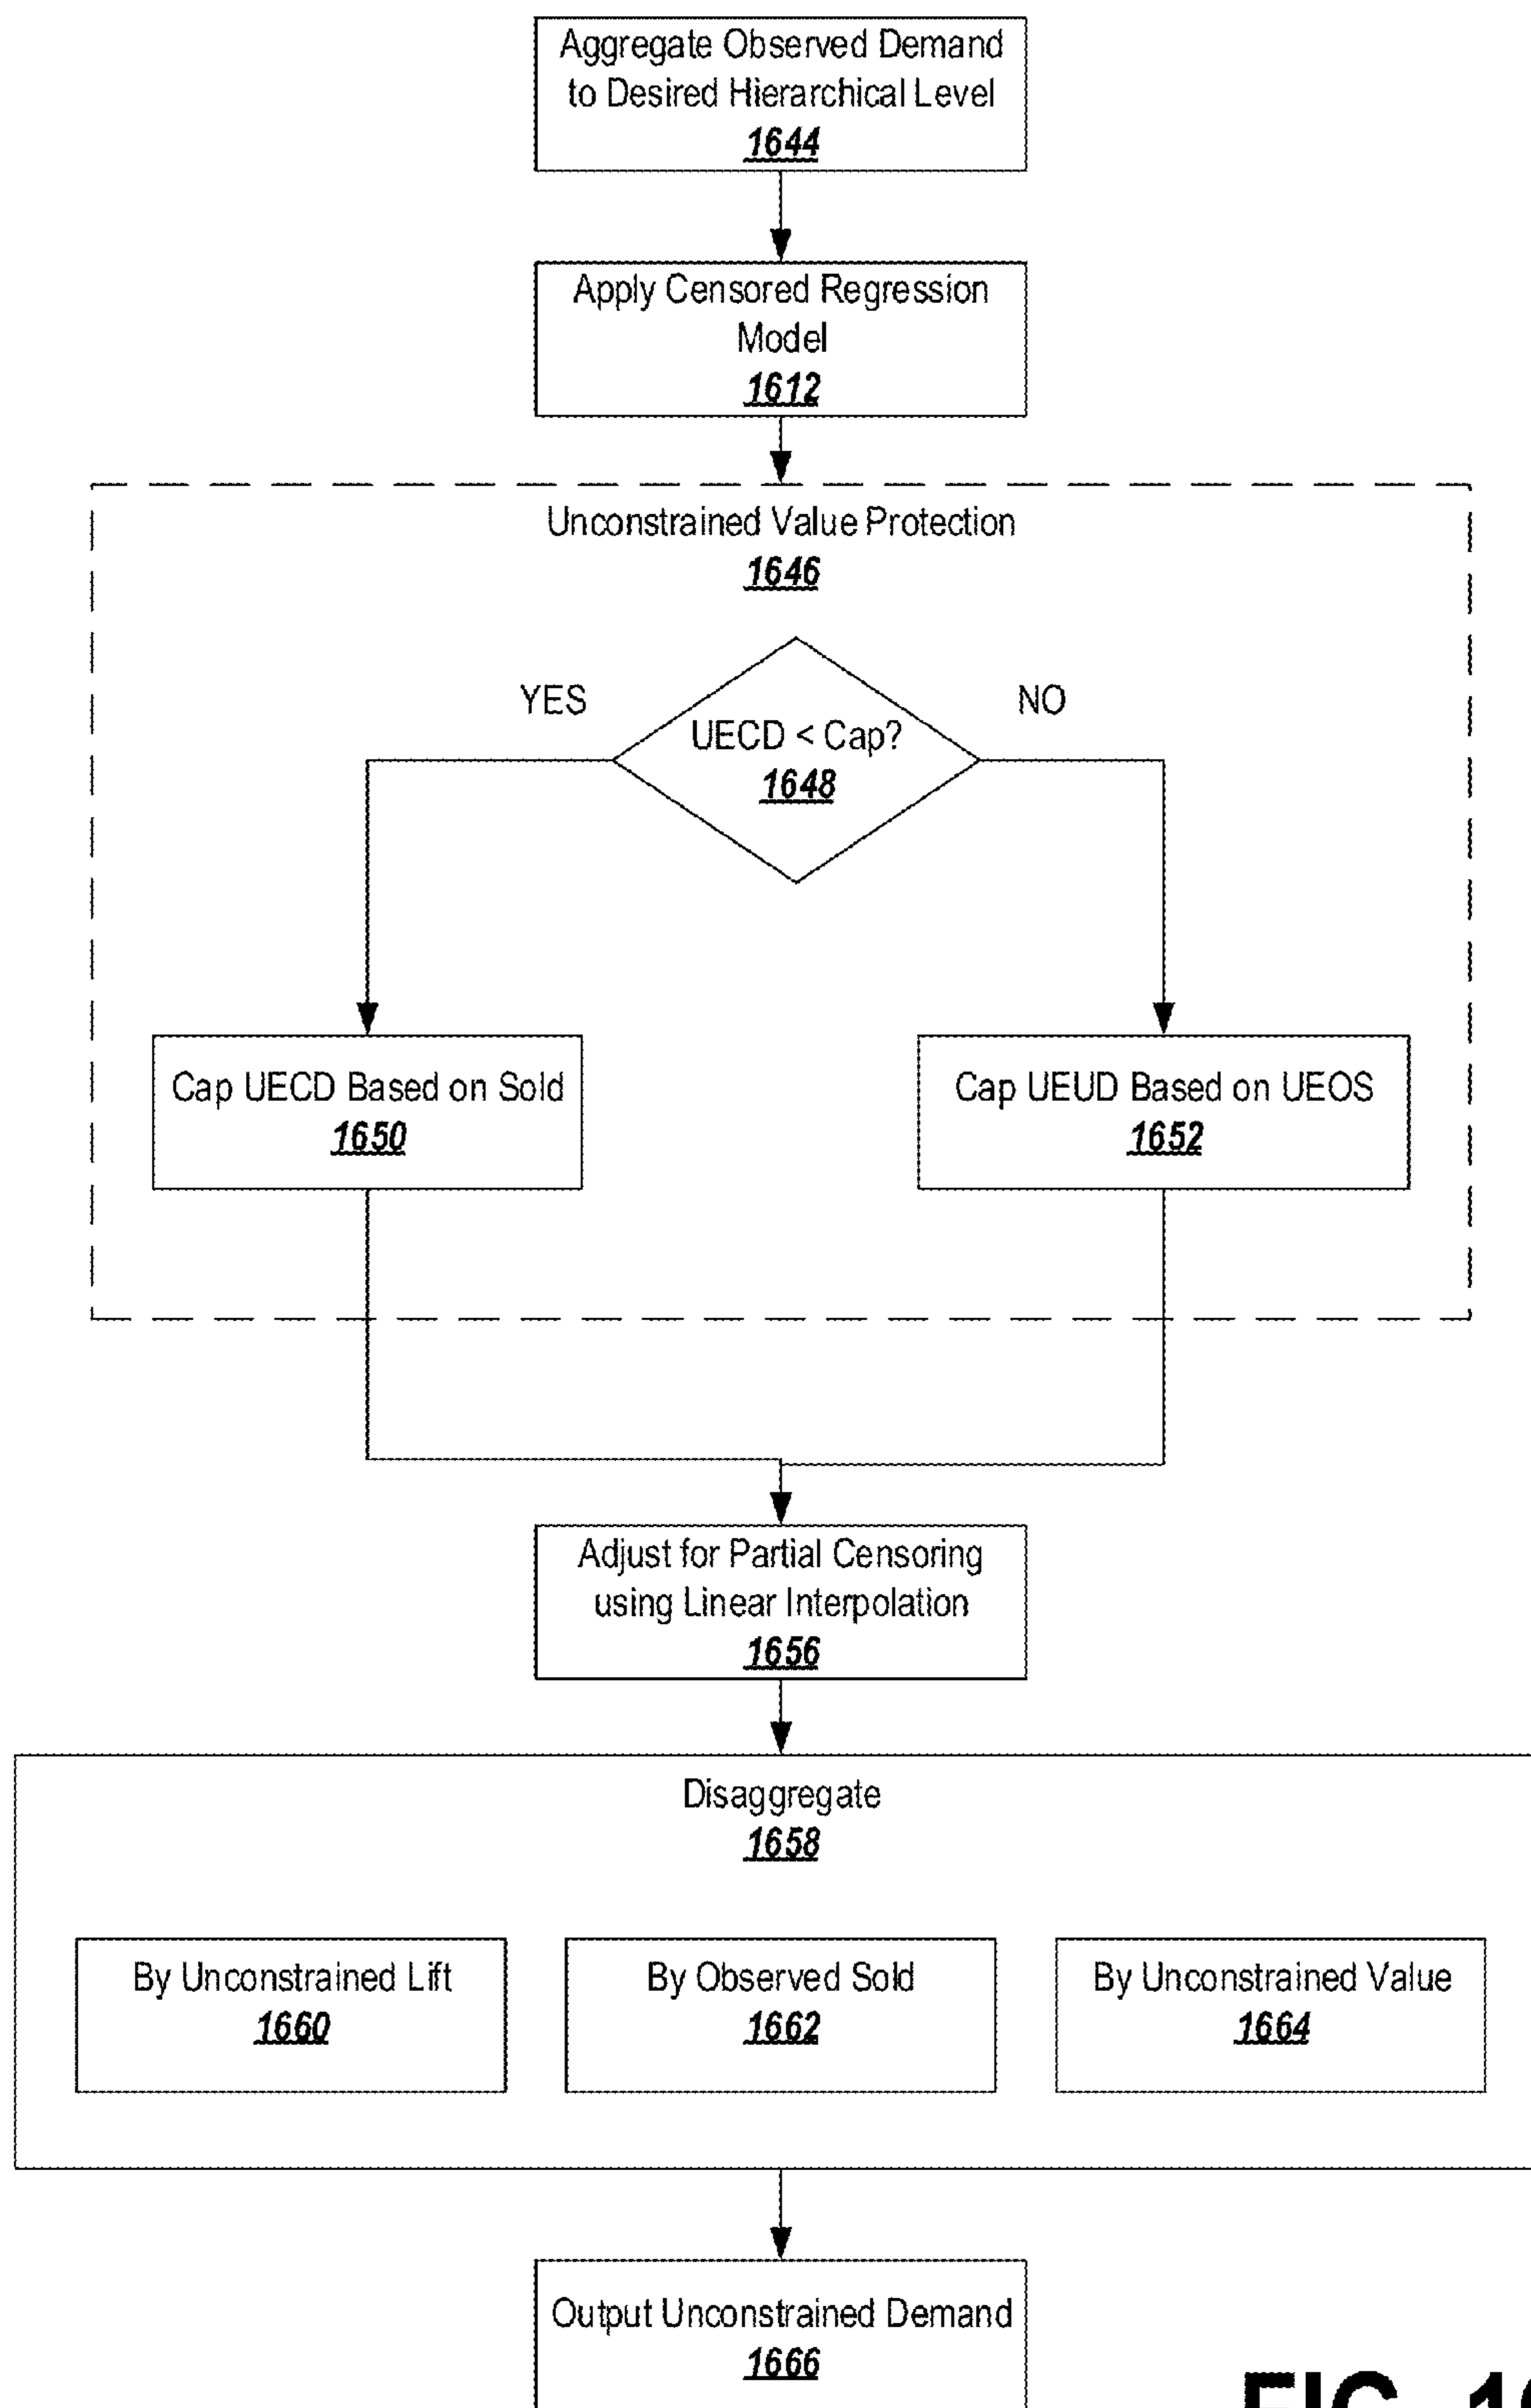 Aggregate Observed Demand
to Desired Hierarchical Level
1644
Apply Censored Regression
Model
1612
Unconstrained Value Protection
1646
YES
NO
UECD < Cap?
1648
Cap UECD Based on Sold
1650
Cap UEUD Based on UEOS
1652
Adjust for Partial Censoring
using Linear Interpolation
1656
Disaggregate
1658
By Unconstrained Lift
1660
By Observed Sold
1662
By Unconstrained Value
1664
Output Unconstrained Demand
1666